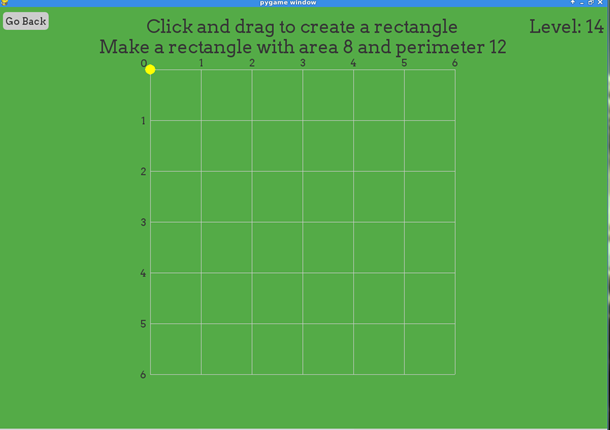 pygame window
Go Back
Click and drag to create a rectangle
Level: 14
Make a rectangle with area 8 and perimeter 12
0 1 2 3 4 5 6
1
2
3
4
5
6